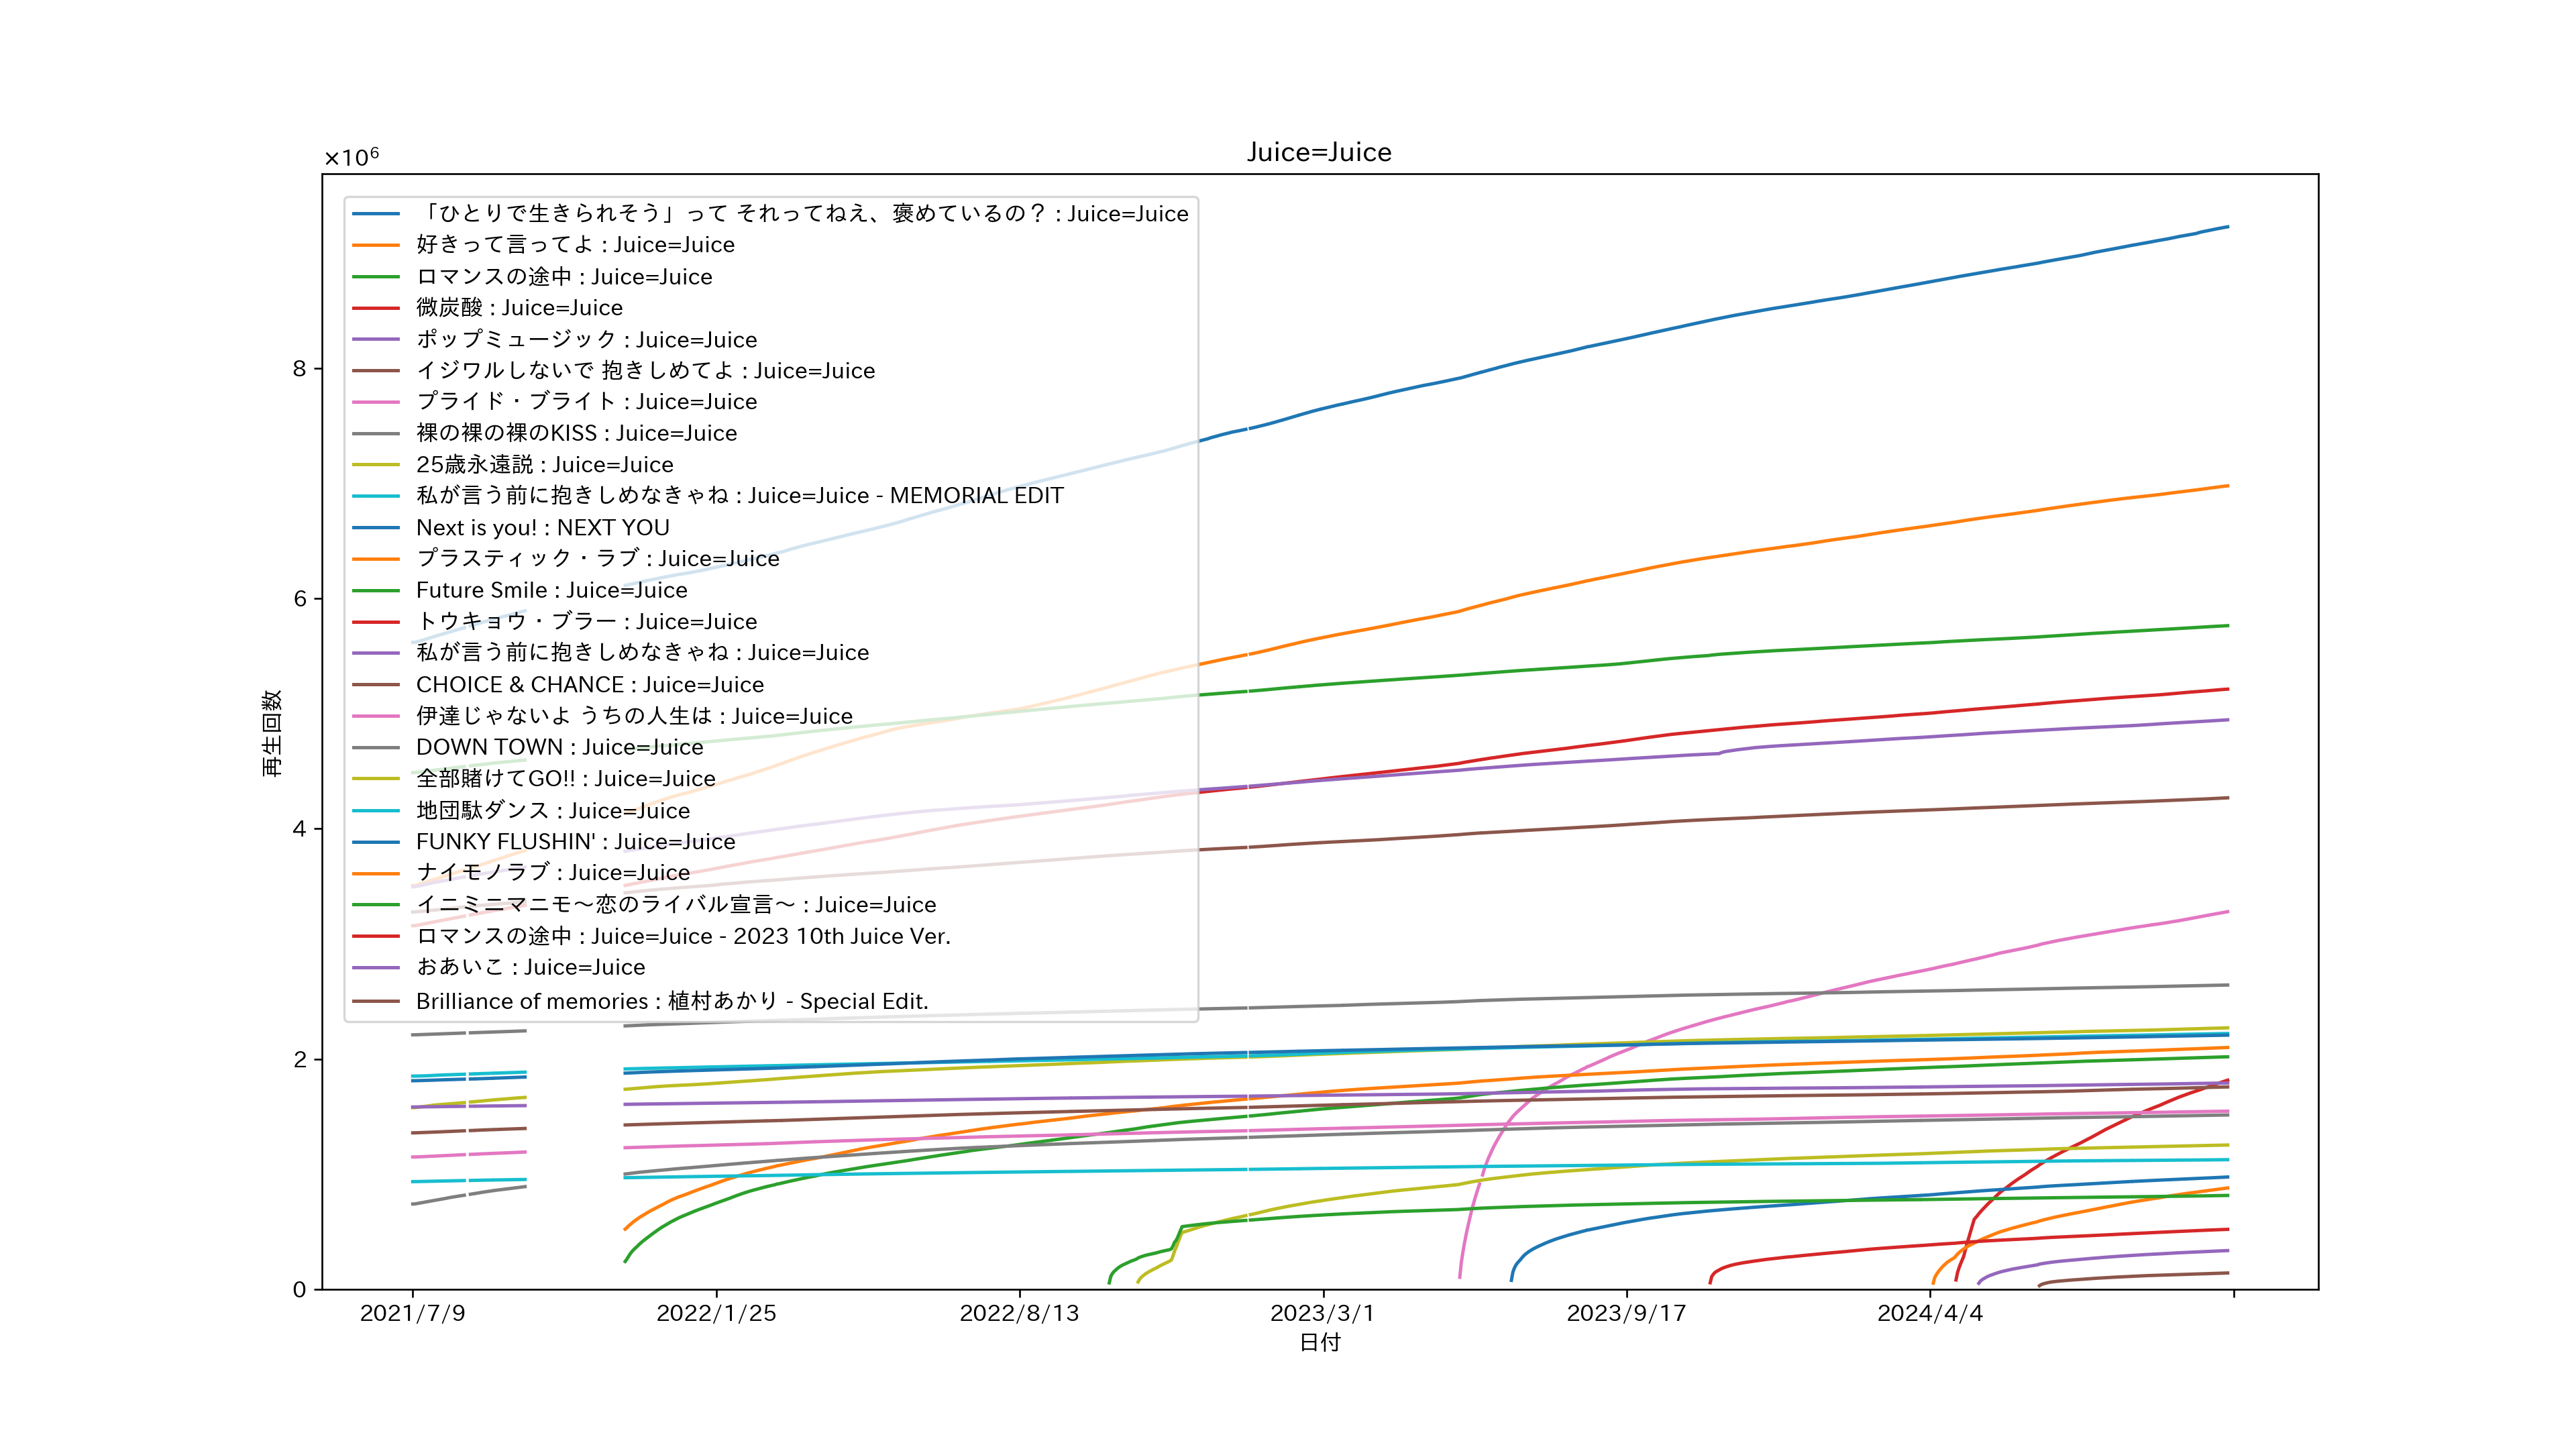 Juice=Juice
×10⁶
「ひとりで生きられそう」って それってねえ、褒めているの？ : Juice=Juice
好きって言ってよ : Juice=Juice
ロマンスの途中 : Juice=Juice
微炭酸 : Juice=Juice
ポップミュージック : Juice=Juice
イジワルしないで 抱きしめてよ : Juice=Juice
プライド・ブライト : Juice=Juice
裸の裸の裸のKISS : Juice=Juice
25歳永遠説 : Juice=Juice
私が言う前に抱きしめなきゃね : Juice=Juice - MEMORIAL EDIT
Next is you! : NEXT YOU
プラスティック・ラブ : Juice=Juice
Future Smile : Juice=Juice
トウキョウ・ブラー : Juice=Juice
私が言う前に抱きしめなきゃね : Juice=Juice
CHOICE & CHANCE : Juice=Juice
伊達じゃないよ うちの人生は : Juice=Juice
DOWN TOWN : Juice=Juice
全部賭けてGO!! : Juice=Juice
地団駄ダンス : Juice=Juice
FUNKY FLUSHIN' : Juice=Juice
ナイモノラブ : Juice=Juice
イニミニマニモ～恋のライバル宣言～ : Juice=Juice
ロマンスの途中 : Juice=Juice - 2023 10th Juice Ver.
おあいこ : Juice=Juice
Brilliance of memories : 植村あかり - Special Edit.
8
6
4
2
0
再生回数
2021/7/9
2022/1/25
2022/8/13
2023/3/1
2023/9/17
2024/4/4
日付